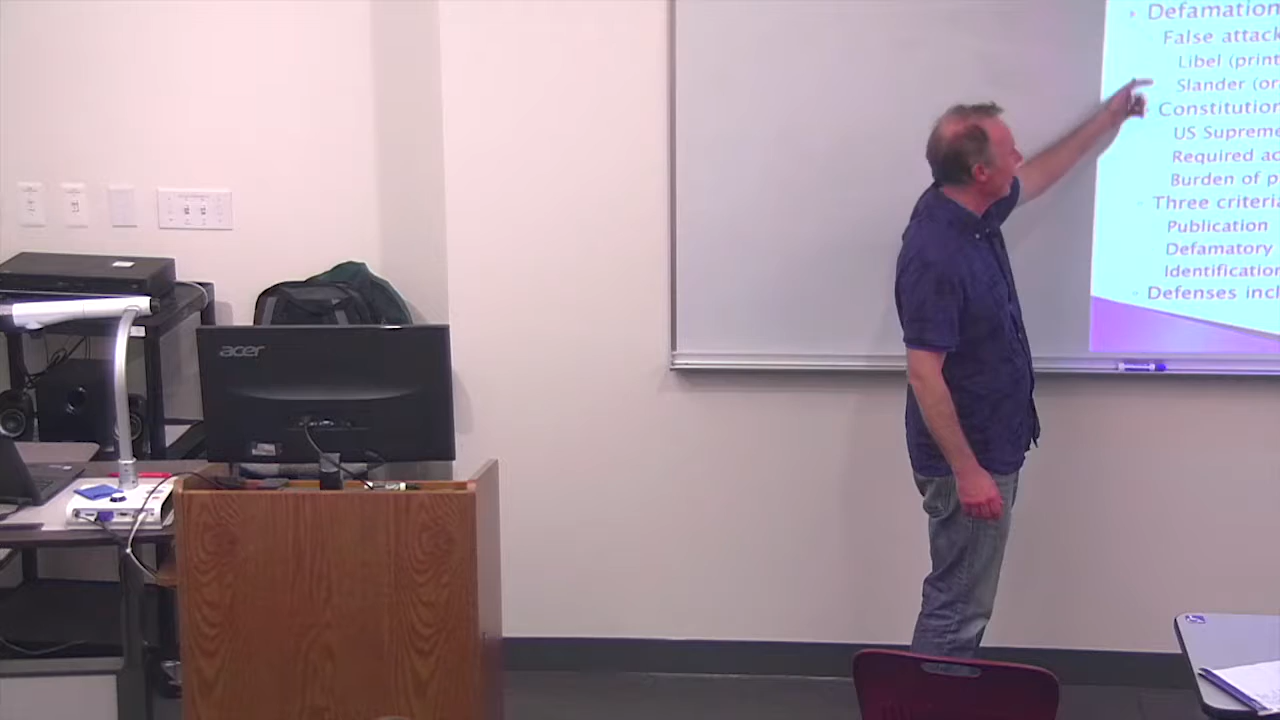 Defamation
False attack
Libel (print
Slander (or
Constitution
US Supreme
Required ac
Burden of p
Three criteria
Publication
Defamatory
Identification
Defenses incl
acer